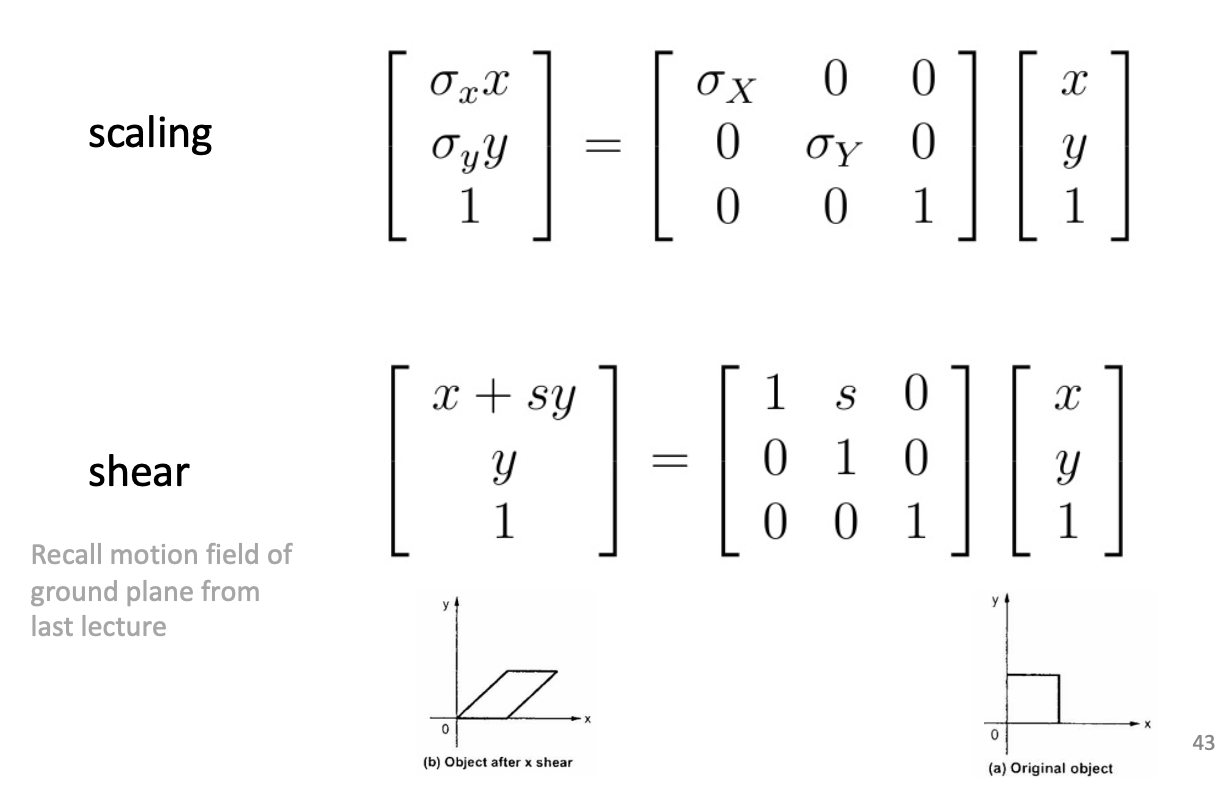 scaling
[ σ_x x ] = [ σ_X 0 0 ] [ x ]
[ σ_y y ] [ 0 σ_Y 0 ] [ y ]
[ 1 ] [ 0 0 1 ] [ 1 ]
shear
[ x + sy ] = [ 1 s 0 ] [ x ]
[ y ] [ 0 1 0 ] [ y ]
[ 1 ] [ 0 0 1 ] [ 1 ]
Recall motion field of
ground plane from
last lecture
y
x
0
(b) Object after x shear
y
x
0
(a) Original object
43